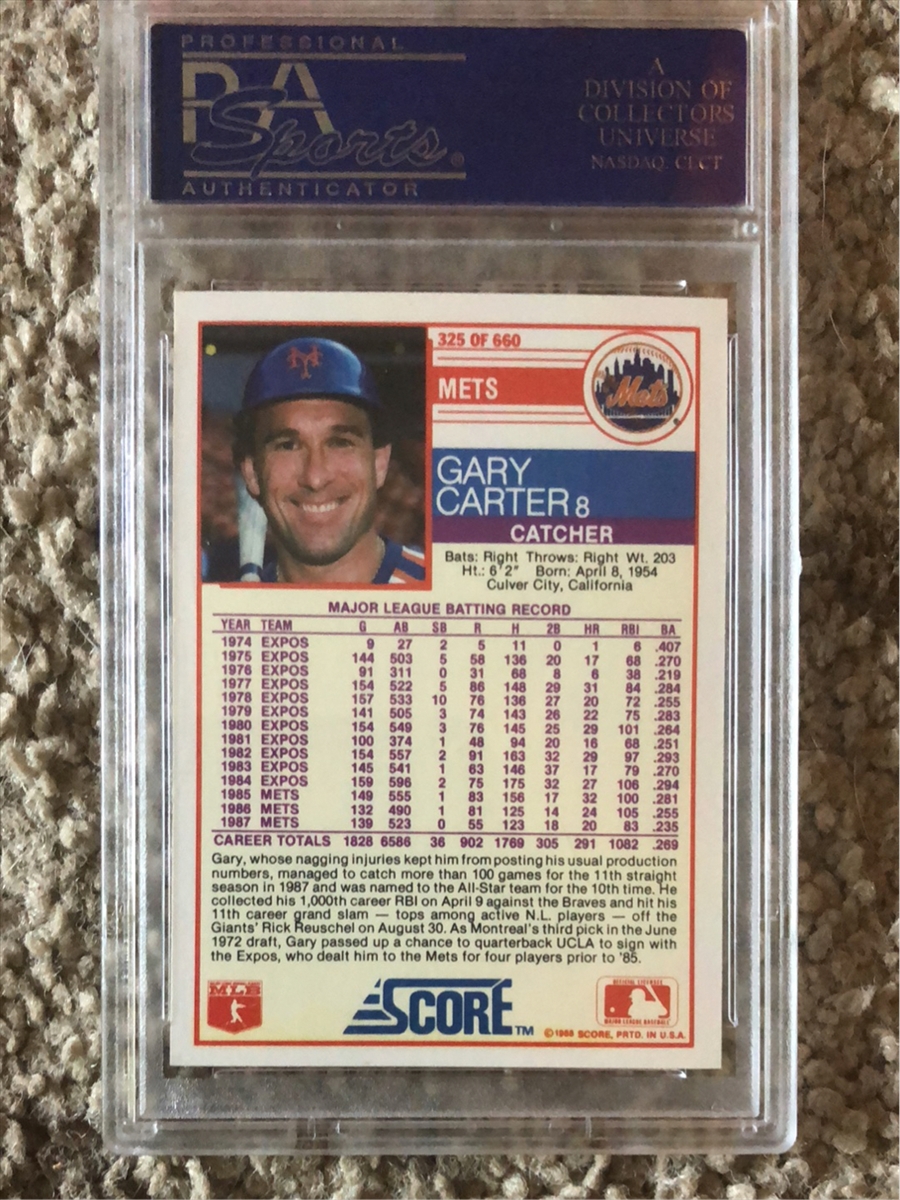 PROFESSIONAL
PSA
Sports®
AUTHENTICATOR
A
DIVISION OF
COLLECTORS
UNIVERSE
NASDAQ: CLCT
325 OF 660
METS
Mets
GARY
CARTER 8
CATCHER
Bats: Right Throws: Right Wt. 203
Ht.: 6'2" Born: April 8, 1954
Culver City, California
MAJOR LEAGUE BATTING RECORD
YEAR TEAM G AB SB R H 2B HR RBI BA
1974 EXPOS 9 27 2 5 11 0 1 6 .407
1975 EXPOS 144 503 5 58 136 20 17 68 .270
1976 EXPOS 91 311 0 31 68 8 6 38 .219
1977 EXPOS 154 522 5 86 148 29 31 84 .284
1978 EXPOS 157 533 10 76 136 27 20 72 .255
1979 EXPOS 141 505 3 74 143 26 22 75 .283
1980 EXPOS 154 549 3 76 145 25 29 101 .264
1981 EXPOS 100 374 1 48 94 20 16 68 .251
1982 EXPOS 154 557 2 91 163 32 29 97 .293
1983 EXPOS 145 541 1 63 146 37 17 79 .270
1984 EXPOS 159 596 2 75 175 32 27 106 .294
1985 METS 149 555 1 83 156 17 32 100 .281
1986 METS 132 490 1 81 125 14 24 105 .255
1987 METS 139 523 0 55 123 18 20 83 .235
CAREER TOTALS 1828 6586 36 902 1769 305 291 1082 .269
Gary, whose nagging injuries kept him from posting his usual production
numbers, managed to catch more than 100 games for the 11th straight
season in 1987 and was named to the All-Star team for the 10th time. He
collected his 1,000th career RBI on April 9 against the Braves and hit his
11th career grand slam — tops among active N.L. players — off the
Giants' Rick Reuschel on August 30. As Montreal's third pick in the June
1972 draft, Gary passed up a chance to quarterback UCLA to sign with
the Expos, who dealt him to the Mets for four players prior to '85.
MLS
SCORE™
OFFICIAL LICENSEE
MAJOR LEAGUE BASEBALL
©1988 SCORE, PRTD. IN U.S.A.